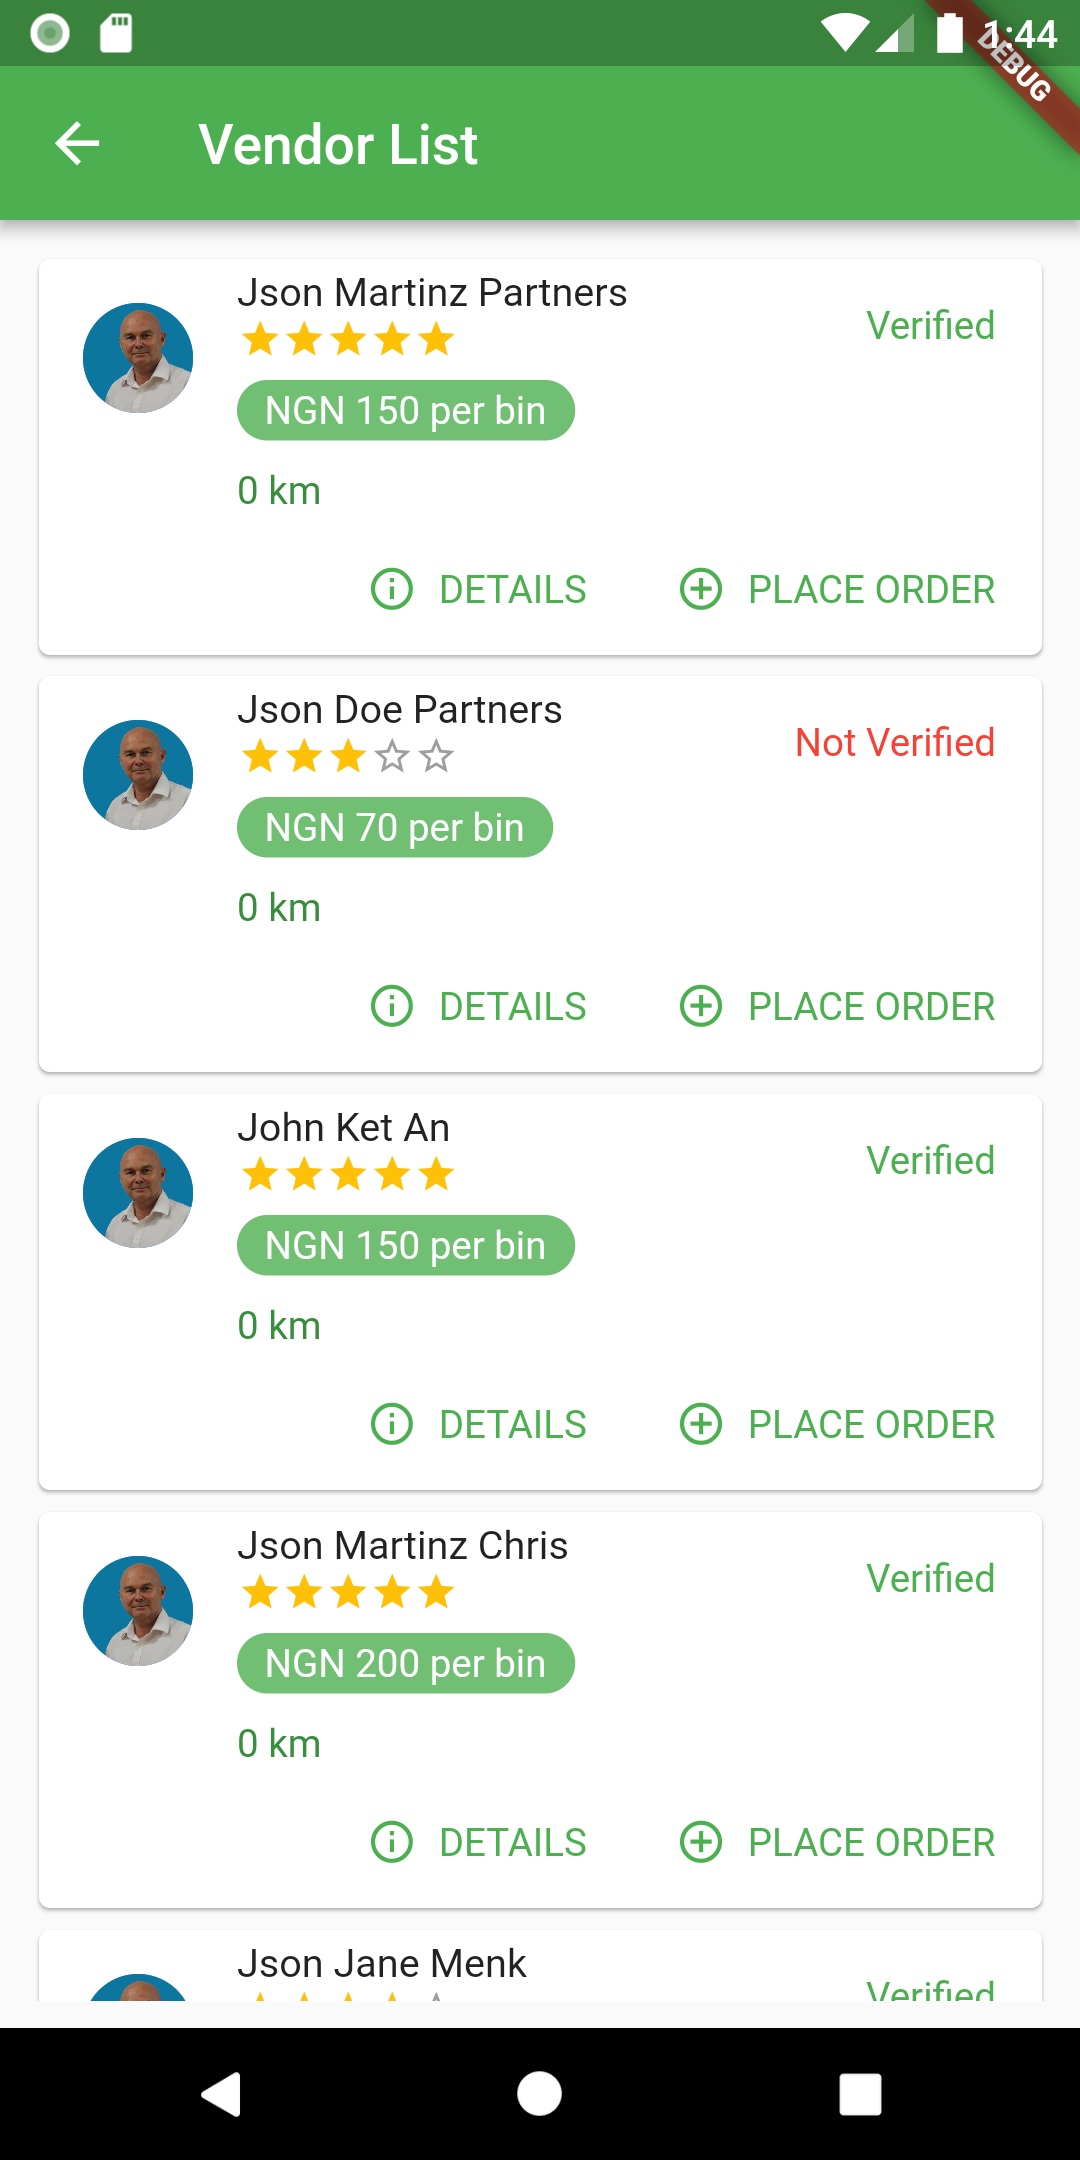 1:44
DEBUG
Vendor List
Json Martinz Partners
Verified
NGN 150 per bin
0 km
DETAILS
PLACE ORDER
Json Doe Partners
Not Verified
NGN 70 per bin
0 km
DETAILS
PLACE ORDER
John Ket An
Verified
NGN 150 per bin
0 km
DETAILS
PLACE ORDER
Json Martinz Chris
Verified
NGN 200 per bin
0 km
DETAILS
PLACE ORDER
Json Jane Menk
Verified